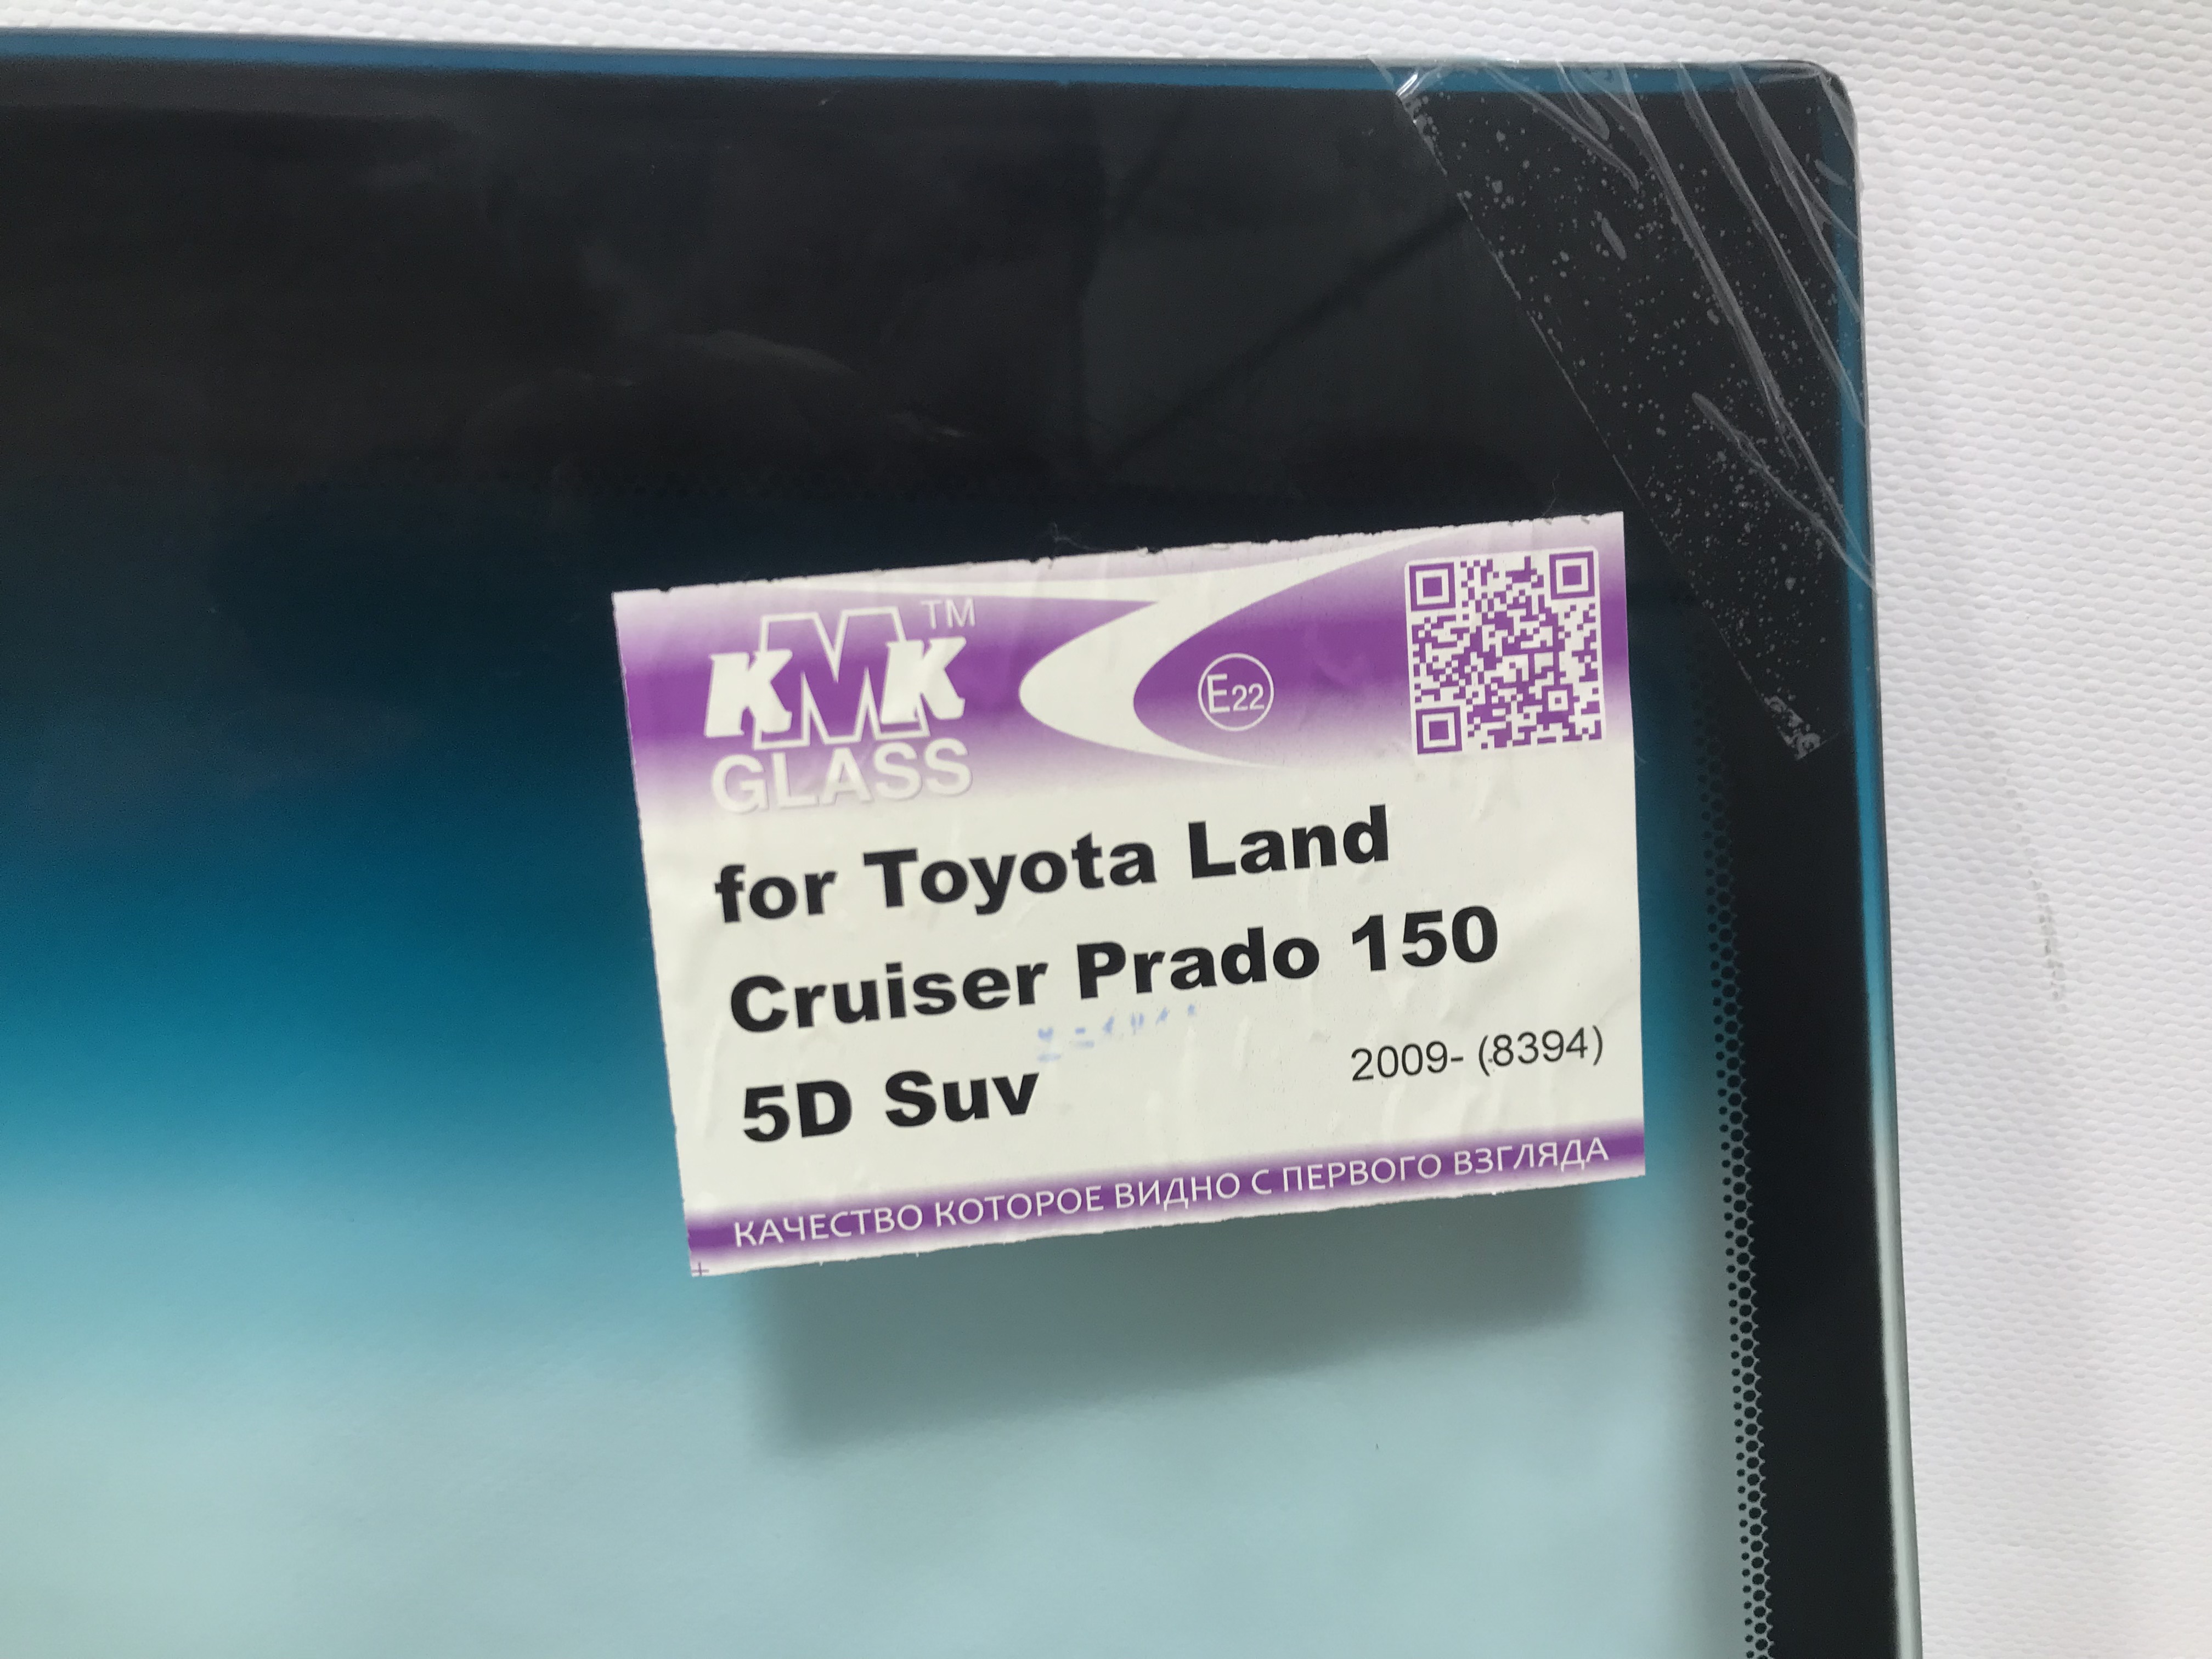 KMK™
GLASS
E22
for Toyota Land
Cruiser Prado 150
5D Suv
2009- (8394)
КАЧЕСТВО КОТОРОЕ ВИДНО С ПЕРВОГО ВЗГЛЯДА